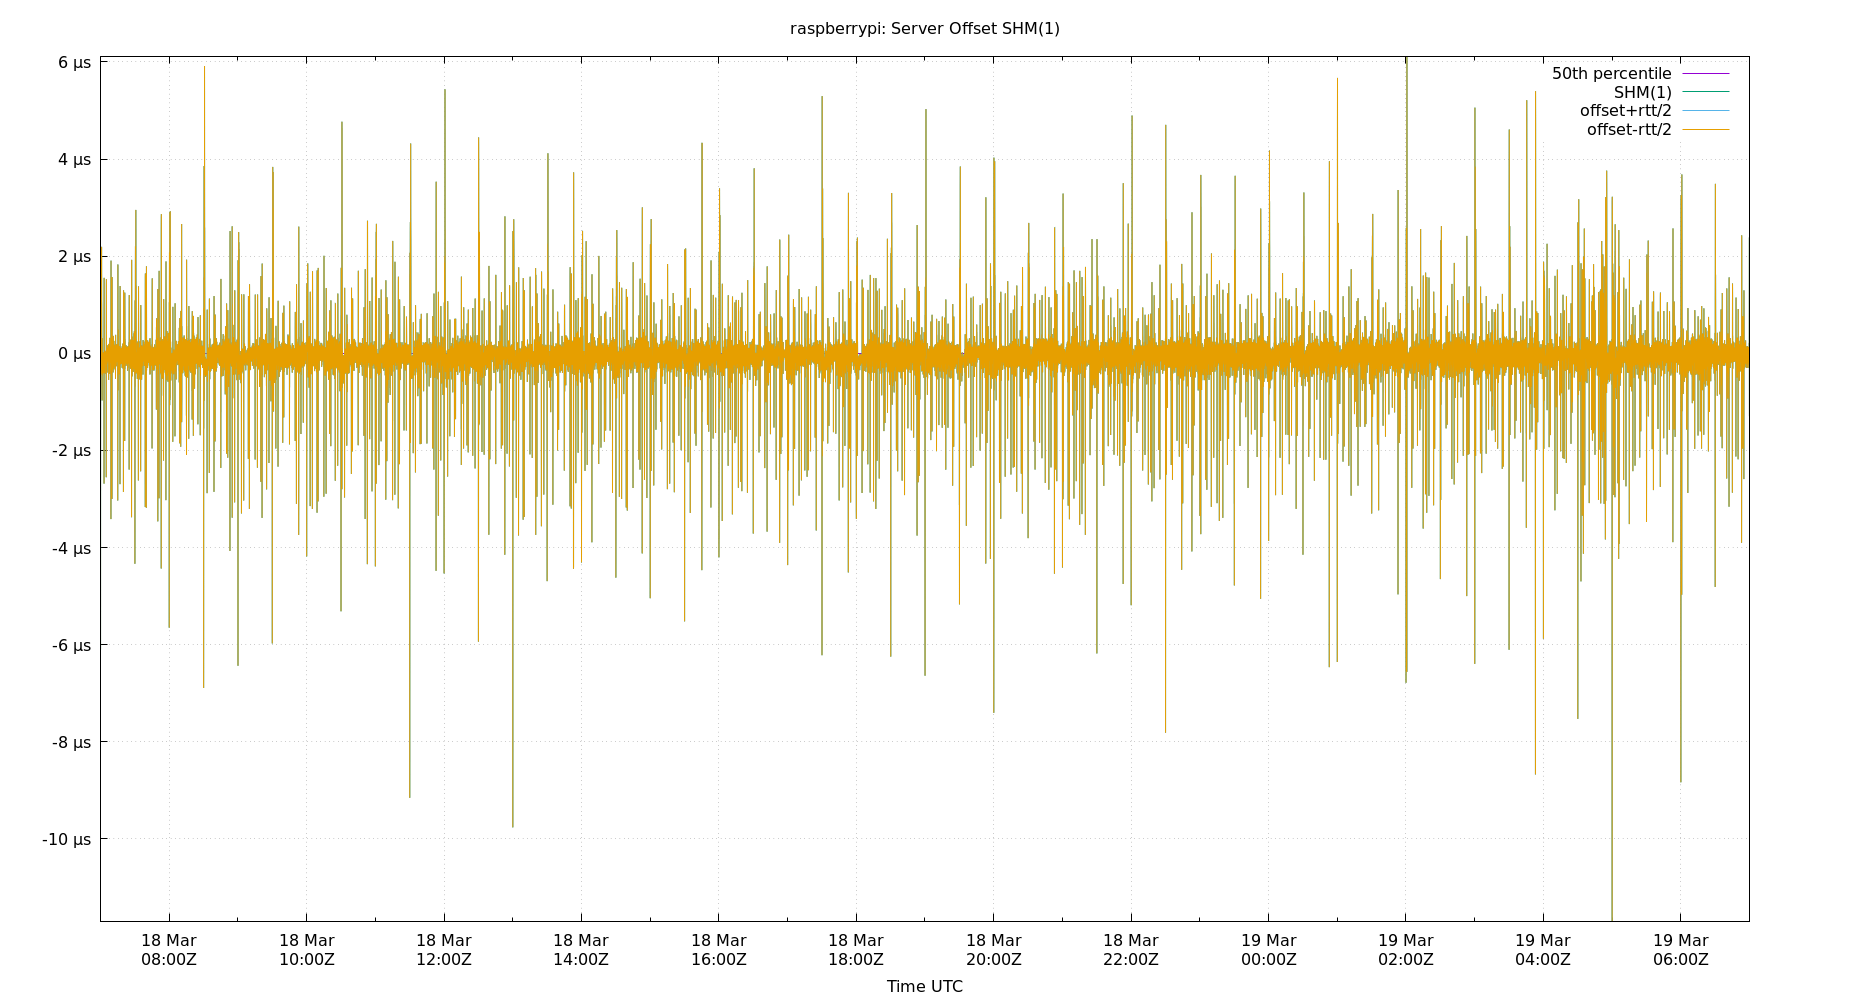 raspberrypi: Server Offset SHM(1)
50th percentile
SHM(1)
offset+rtt/2
offset-rtt/2
6 µs
4 µs
2 µs
0 µs
-2 µs
-4 µs
-6 µs
-8 µs
-10 µs
18 Mar 18 Mar 18 Mar 18 Mar 18 Mar 18 Mar 18 Mar 18 Mar 19 Mar 19 Mar 19 Mar 19 Mar
08:00Z 10:00Z 12:00Z 14:00Z 16:00Z 18:00Z 20:00Z 22:00Z 00:00Z 02:00Z 04:00Z 06:00Z
Time UTC